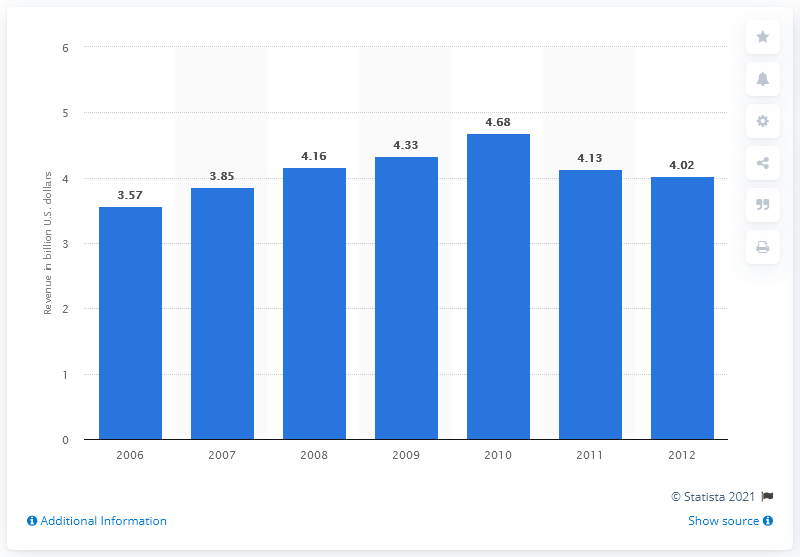 6
5
4
3
2
1
0
Revenue in billion U.S. dollars
3.57
3.85
4.16
4.33
4.68
4.13
4.02
2006 2007 2008 2009 2010 2011 2012
© Statista 2021
Additional Information
Show source